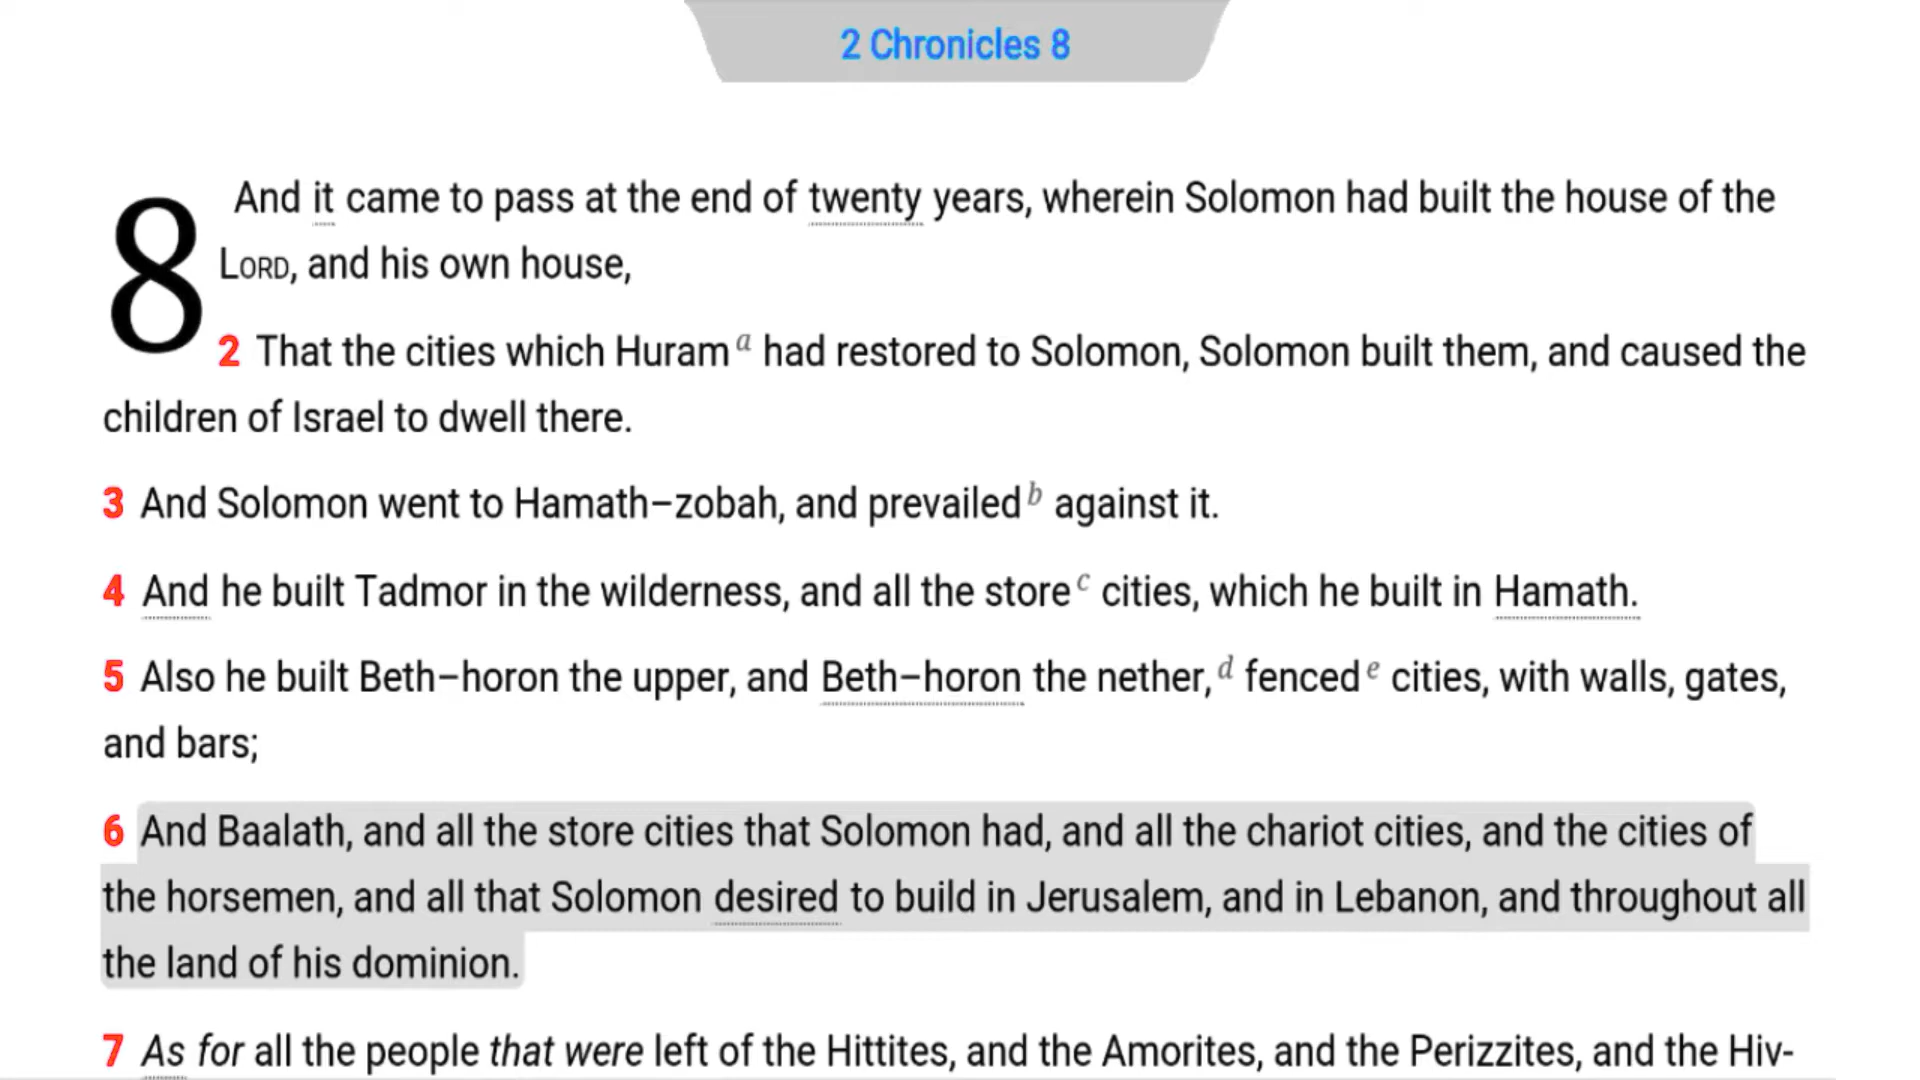 2 Chronicles 8
8 And it came to pass at the end of twenty years, wherein Solomon had built the house of the
LORD, and his own house,
2 That the cities which Huram a had restored to Solomon, Solomon built them, and caused the
children of Israel to dwell there.
3 And Solomon went to Hamath–zobah, and prevailed b against it.
4 And he built Tadmor in the wilderness, and all the store c cities, which he built in Hamath.
5 Also he built Beth–horon the upper, and Beth–horon the nether, d fenced e cities, with walls, gates,
and bars;
6 And Baalath, and all the store cities that Solomon had, and all the chariot cities, and the cities of
the horsemen, and all that Solomon desired to build in Jerusalem, and in Lebanon, and throughout all
the land of his dominion.
7 As for all the people that were left of the Hittites, and the Amorites, and the Perizzites, and the Hiv-